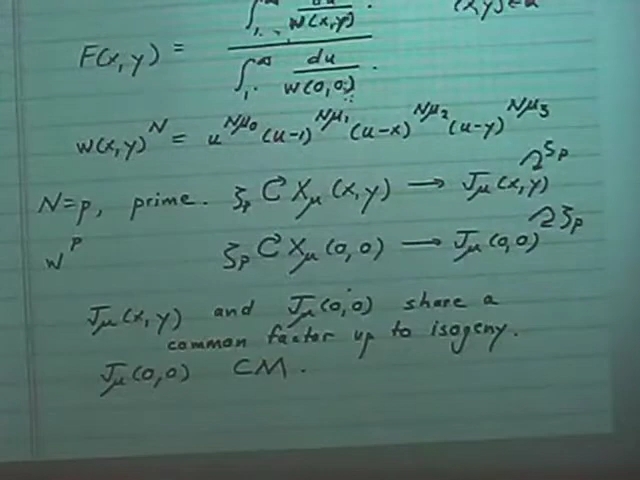 ∫₁^∞ du / w(x,y) . (x,y) ∈
F(x,y) = ―――――――
∫₁^∞ du / w(0,0) .
w(x,y)^N = u^{Nμ₀} (u-1)^{Nμ₁} (u-x)^{Nμ₂} (u-y)^{Nμ₃}
N=p, prime. ζ_p ↻ X_μ(x,y) → J_μ(x,y) ↻ ζ_p
w^p ζ_p ↻ X_μ(0,0) → J_μ(0,0) ↻ ζ_p
J_μ(x,y) and J_μ(0,0) share a
common factor up to isogeny.
J_μ(0,0) CM.